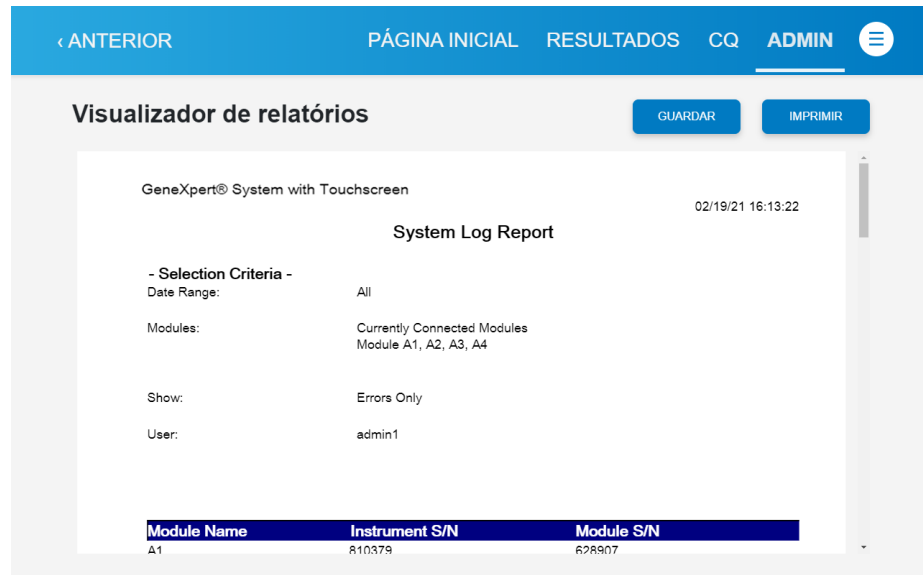 ‹ ANTERIOR PÁGINA INICIAL RESULTADOS CQ ADMIN
Visualizador de relatórios GUARDAR IMPRIMIR
GeneXpert® System with Touchscreen
02/19/21 16:13:22
System Log Report
- Selection Criteria -
Date Range: All
Modules: Currently Connected Modules
Module A1, A2, A3, A4
Show: Errors Only
User: admin1
Module Name Instrument S/N Module S/N
A1 810379 628907